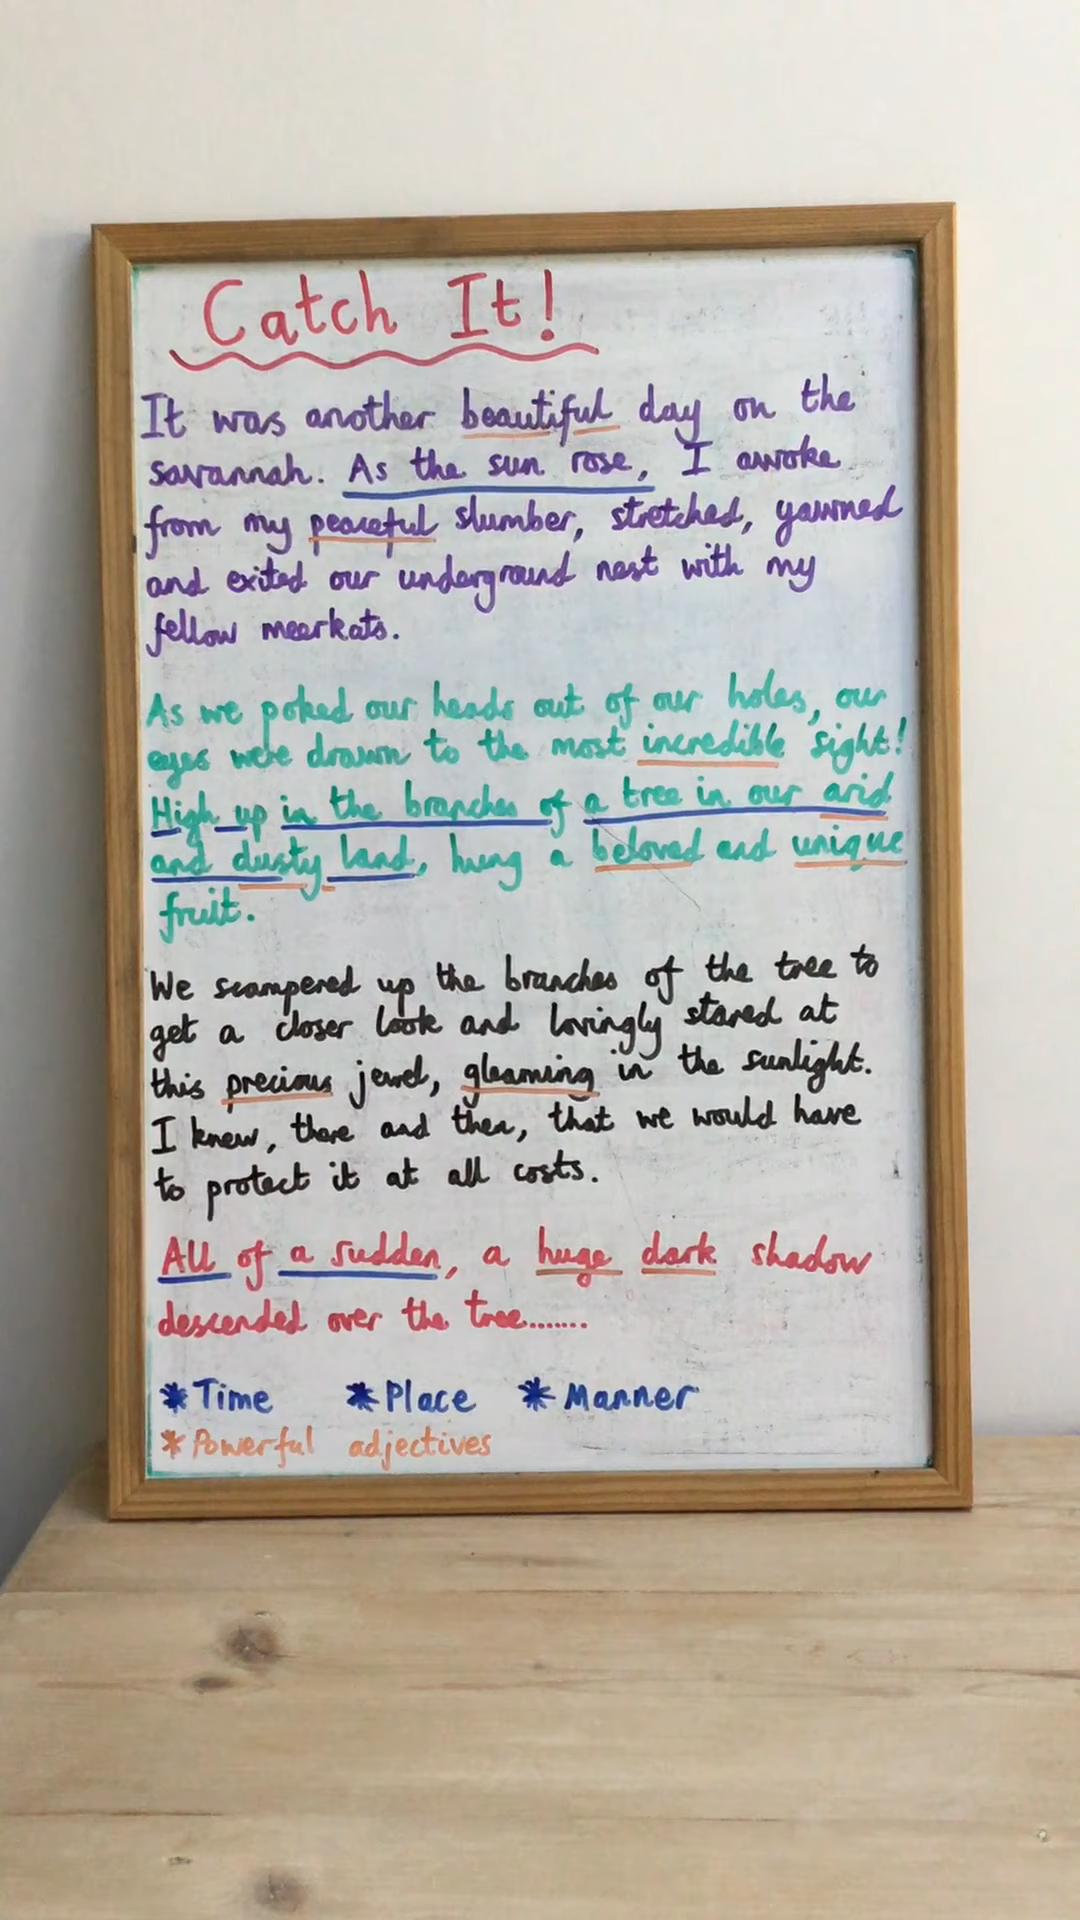 Catch It!
It was another beautiful day on the
savannah. As the sun rose, I awoke
from my peaceful slumber, stretched, yawned
and exited our underground nest with my
fellow meerkats.
As we poked our heads out of our holes, our
eyes were drawn to the most incredible sight!
High up in the branches of a tree in our arid
and dusty land, hung a beloved and unique
fruit.
We scampered up the branches of the tree to
get a closer look and lovingly stared at
this precious jewel, gleaming in the sunlight.
I knew, there and then, that we would have
to protect it at all costs.
All of a sudden, a huge dark shadow
descended over the tree.......
*Time *Place *Manner
*Powerful adjectives